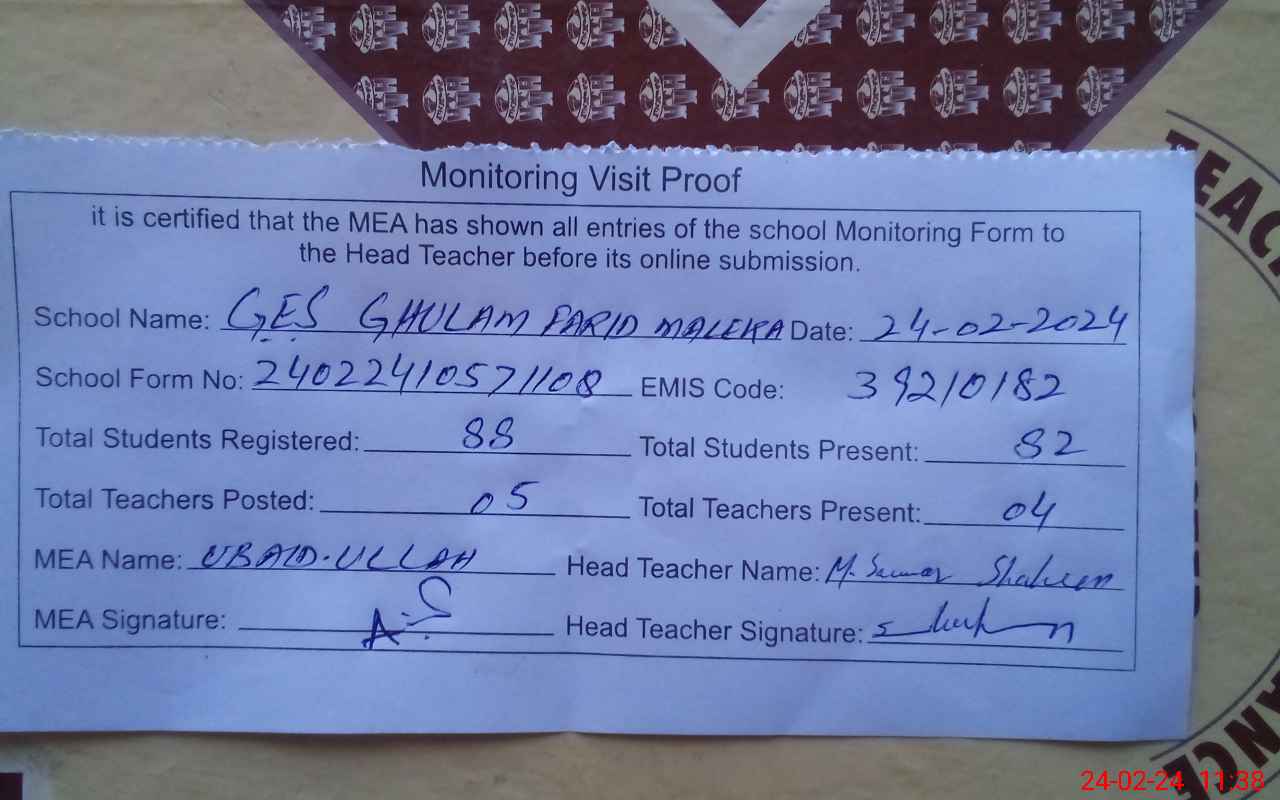 Monitoring Visit Proof
it is certified that the MEA has shown all entries of the school Monitoring Form to
the Head Teacher before its online submission.
School Name: GES GHULAM FARID MALEKA Date: 24-02-2024
School Form No: 24022410571108 EMIS Code: 39210182
Total Students Registered: 88 Total Students Present: 82
Total Teachers Posted: 05 Total Teachers Present: 04
MEA Name: UBAID-ULLAH Head Teacher Name: M. Shaheen
MEA Signature: Head Teacher Signature:
24-02-24 11:38